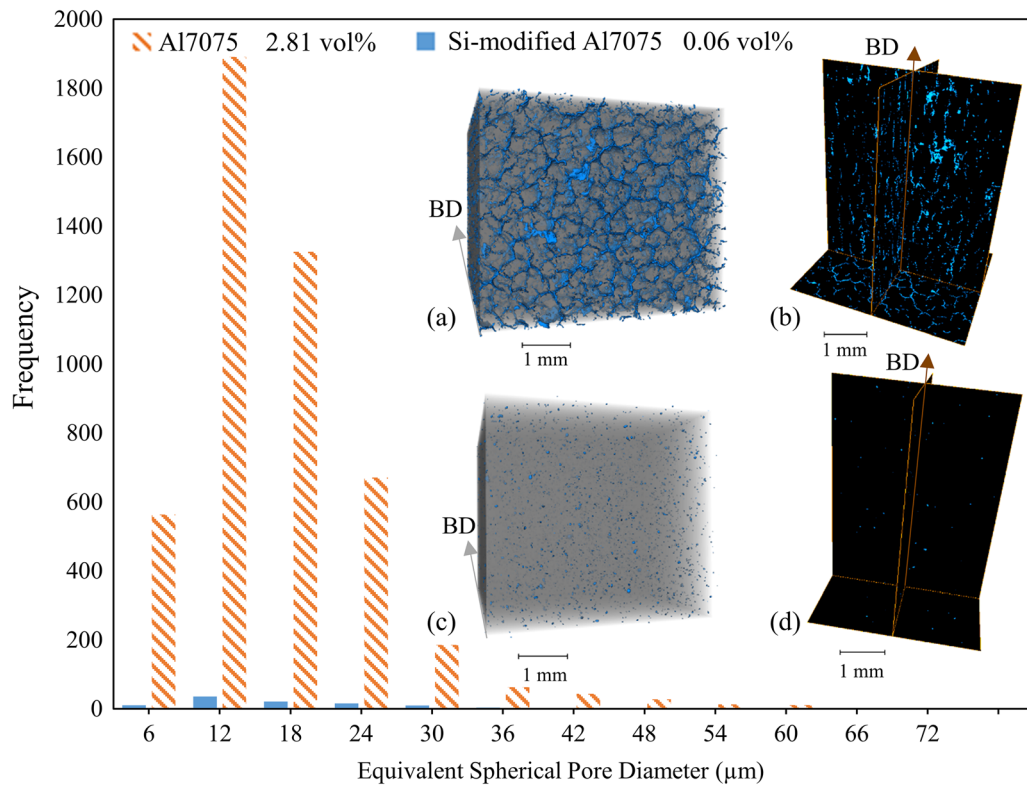 2000
1800
1600
1400
1200
1000
800
600
400
200
0
Frequency
Al7075 2.81 vol%
Si-modified Al7075 0.06 vol%
BD
(a)
1 mm
BD
(b)
1 mm
BD
(c)
1 mm
BD
(d)
1 mm
6 12 18 24 30 36 42 48 54 60 66 72
Equivalent Spherical Pore Diameter (µm)